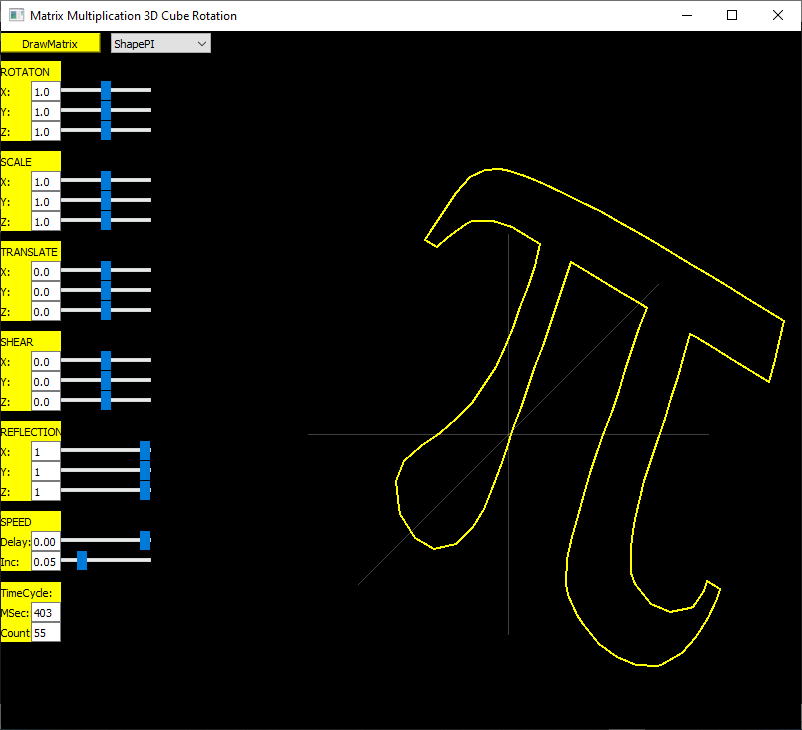 Matrix Multiplication 3D Cube Rotation
DrawMatrix ShapePI
ROTATON
X: 1.0
Y: 1.0
Z: 1.0
SCALE
X: 1.0
Y: 1.0
Z: 1.0
TRANSLATE
X: 0.0
Y: 0.0
Z: 0.0
SHEAR
X: 0.0
Y: 0.0
Z: 0.0
REFLECTION
X: 1
Y: 1
Z: 1
SPEED
Delay: 0.00
Inc: 0.05
TimeCycle:
MSec: 403
Count 55